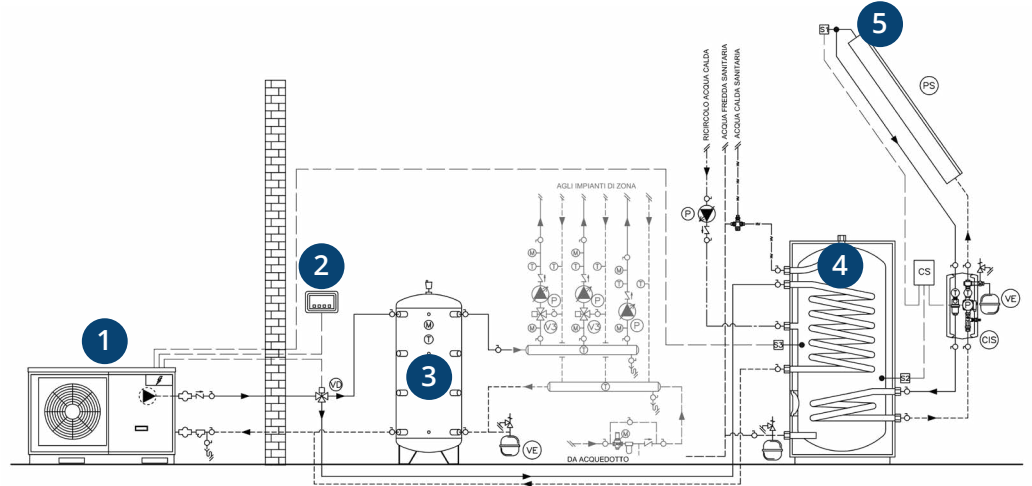 5
S1
PS
RICIRCOLO ACQUA CALDA
ACQUA FREDDA SANITARIA
ACQUA CALDA SANITARIA
AGLI IMPIANTI DI ZONA
P
2
4
CS
M
M
T
T
T
T
M
T
T
P
P
V3
V3
P
M
M
M
T
T
P
VE
CIS
1
VD
M
T
3
T
S3
S2
T
M
VE
DA ACQUEDOTTO